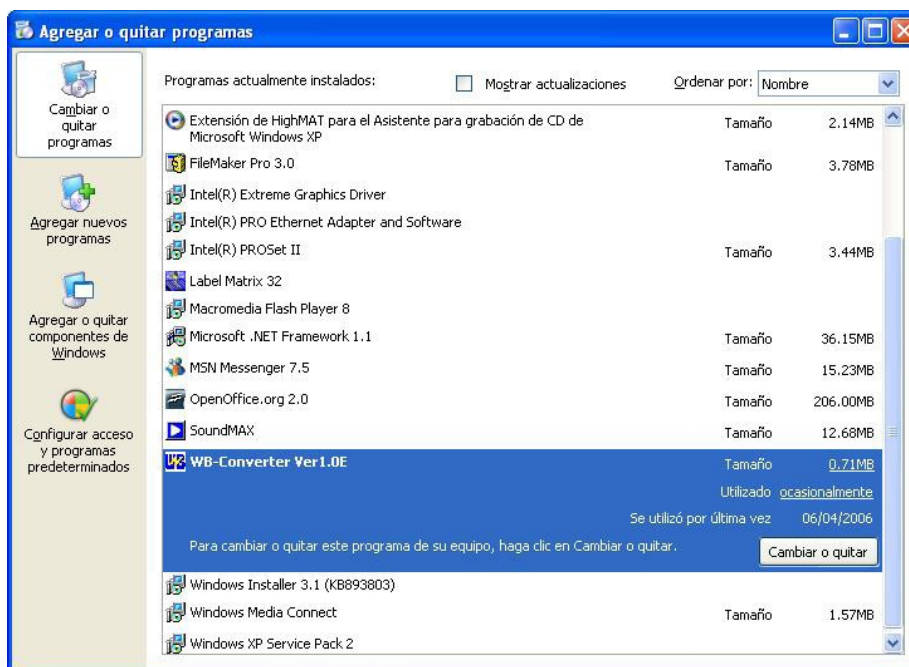 Agregar o quitar programas
Cambiar o
quitar
programas
Agregar nuevos
programas
Agregar o quitar
componentes de
Windows
Configurar acceso
y programas
predeterminados
Programas actualmente instalados:
Mostrar actualizaciones
Ordenar por: Nombre
Extensión de HighMAT para el Asistente para grabación de CD de
Microsoft Windows XP
Tamaño 2.14MB
FileMaker Pro 3.0 Tamaño 3.78MB
Intel(R) Extreme Graphics Driver
Intel(R) PRO Ethernet Adapter and Software
Intel(R) PROSet II Tamaño 3.44MB
Label Matrix 32
Macromedia Flash Player 8
Microsoft .NET Framework 1.1 Tamaño 36.15MB
MSN Messenger 7.5 Tamaño 15.23MB
OpenOffice.org 2.0 Tamaño 206.00MB
SoundMAX Tamaño 12.68MB
WB-Converter Ver1.0E Tamaño 0.71MB
Utilizado ocasionalmente
Se utilizó por última vez 06/04/2006
Para cambiar o quitar este programa de su equipo, haga clic en Cambiar o quitar. Cambiar o quitar
Windows Installer 3.1 (KB893803)
Windows Media Connect Tamaño 1.57MB
Windows XP Service Pack 2